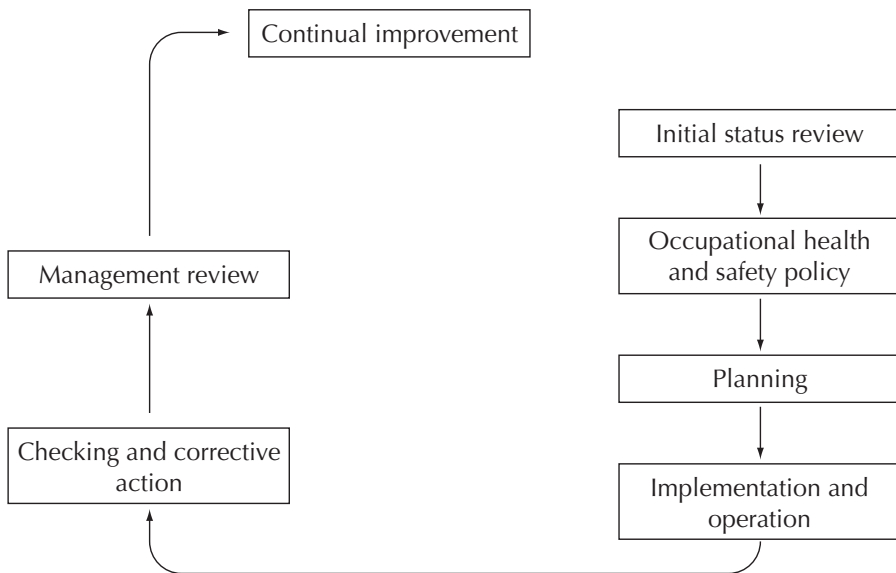 Continual improvement
Initial status review
Occupational health
and safety policy
Management review
Planning
Checking and corrective
action
Implementation and
operation